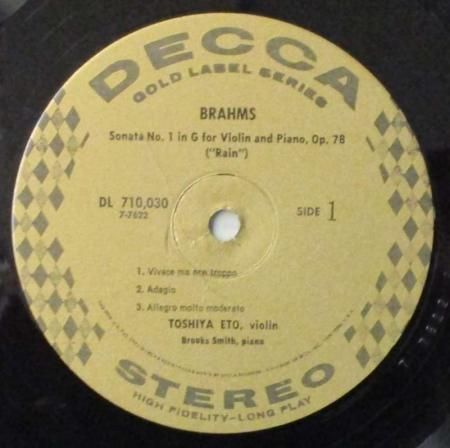 DECCA
GOLD LABEL SERIES
BRAHMS
Sonata No. 1 in G for Violin and Piano, Op. 78
("Rain")
DL 710,030
7-7622
SIDE 1
1. Vivace ma non troppo
2. Adagio
3. Allegro molto moderato
TOSHIYA ETO, violin
Brooks Smith, piano
STEREO
HIGH FIDELITY-LONG PLAY